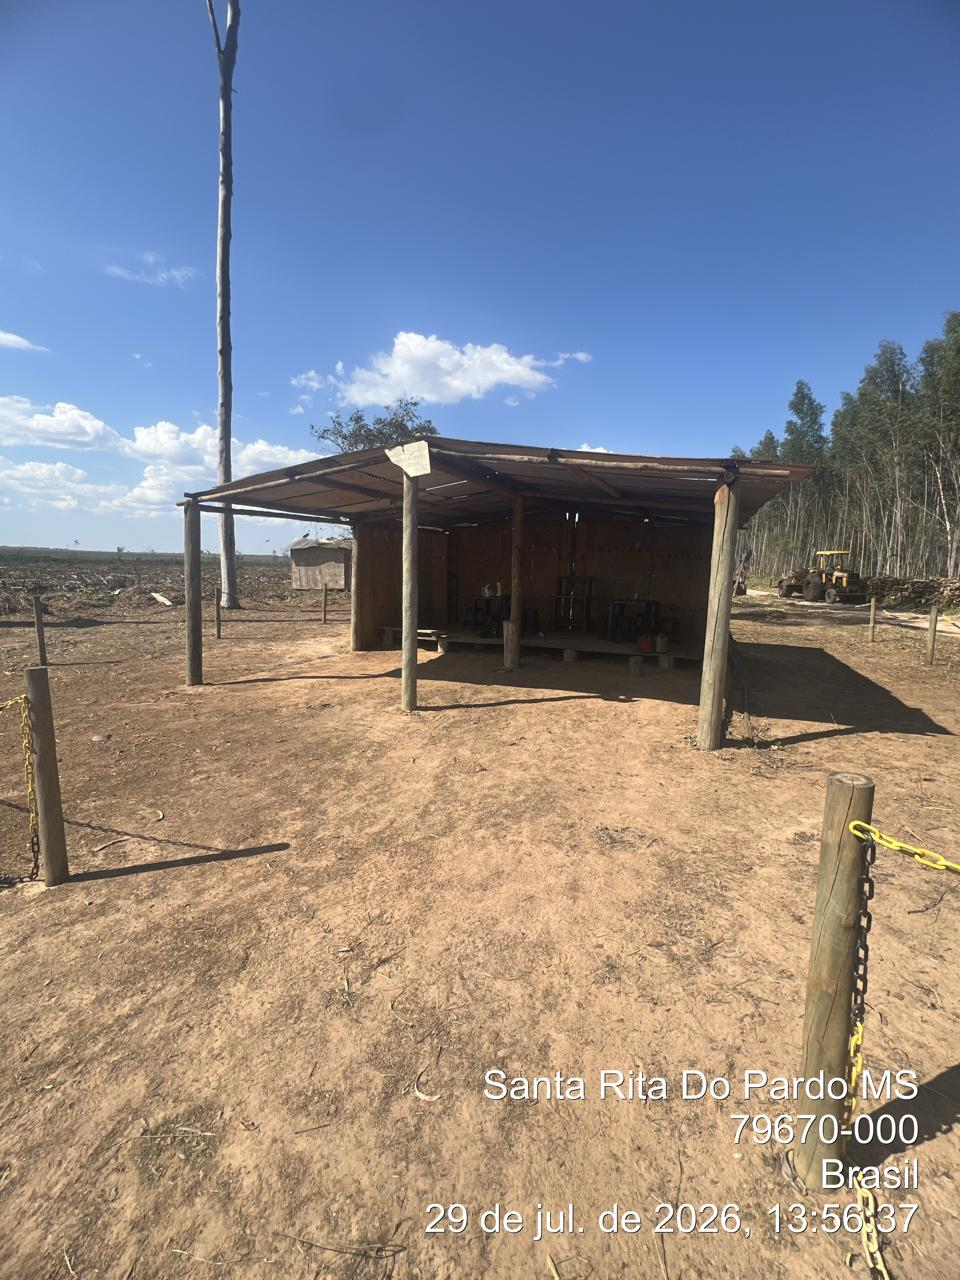 Santa Rita Do Pardo MS
79670-000
Brasil
29 de jul. de 2026, 13:56:37